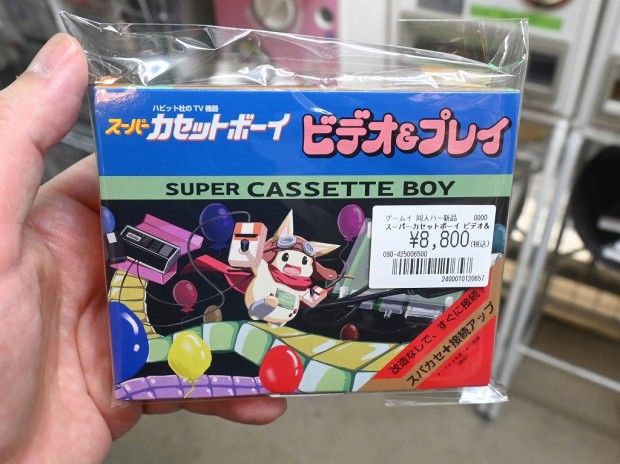 ハビット社のTV機器
スーパーカセットボーイ
ビデオ&プレイ
SUPER CASSETTE BOY
ゲームイ 同人ハー新品 0000
スーパーカセットボーイ ビデオ&
¥8,800(税込)
090-425006500
2400010120657
改造なしで、すぐに接続!
スパカセ+接続アップ